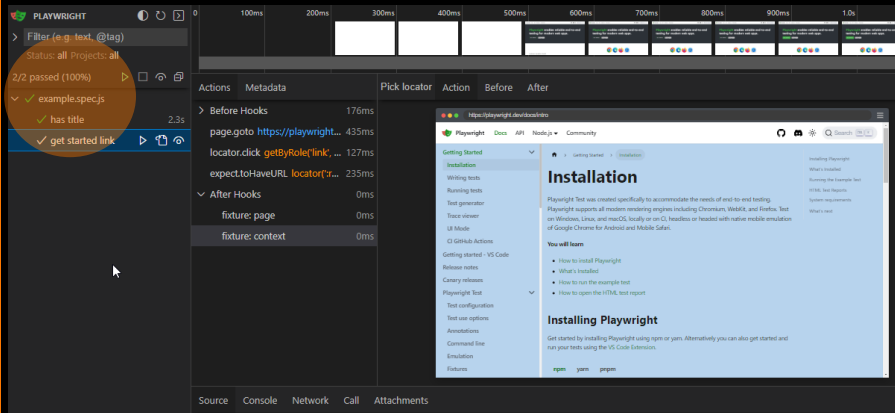 PLAYWRIGHT
Filter (e.g. text, @tag)
Status: all Projects: all
2/2 passed (100%)
example.spec.js
has title 2.3s
get started link
0 100ms 200ms 300ms 400ms 500ms 600ms 700ms 800ms 900ms 1.0s
Actions Metadata
Before Hooks 176ms
page.goto https://playwright... 435ms
locator.click getByRole('link', ... 127ms
expect.toHaveURL locator(':r... 235ms
After Hooks 0ms
fixture: page 0ms
fixture: context 0ms
Pick locator Action Before After
https://playwright.dev/docs/intro
Playwright Docs API Node.js Community
Search
Getting Started
Installation
Writing tests
Running tests
Test generator
Trace viewer
UI Mode
CI GitHub Actions
Getting started - VS Code
Release notes
Canary releases
Playwright Test
Test configuration
Test use options
Annotations
Command line
Emulation
Fixtures
Getting Started Installation
Installation
Playwright Test was created specifically to accommodate the needs of end-to-end testing.
Playwright supports all modern rendering engines including Chromium, WebKit, and Firefox. Test
on Windows, Linux, and macOS, locally or on CI, headless or headed with native mobile emulation
of Google Chrome for Android and Mobile Safari.
You will learn
How to install Playwright
What's Installed
How to run the example test
How to open the HTML test report
Installing Playwright
Get started by installing Playwright using npm or yarn. Alternatively you can also get started and
run your tests using the VS Code Extension.
npm yarn pnpm
Installing Playwright
What's Installed
Running the Example Test
HTML Test Reports
System requirements
What's next
Source Console Network Call Attachments